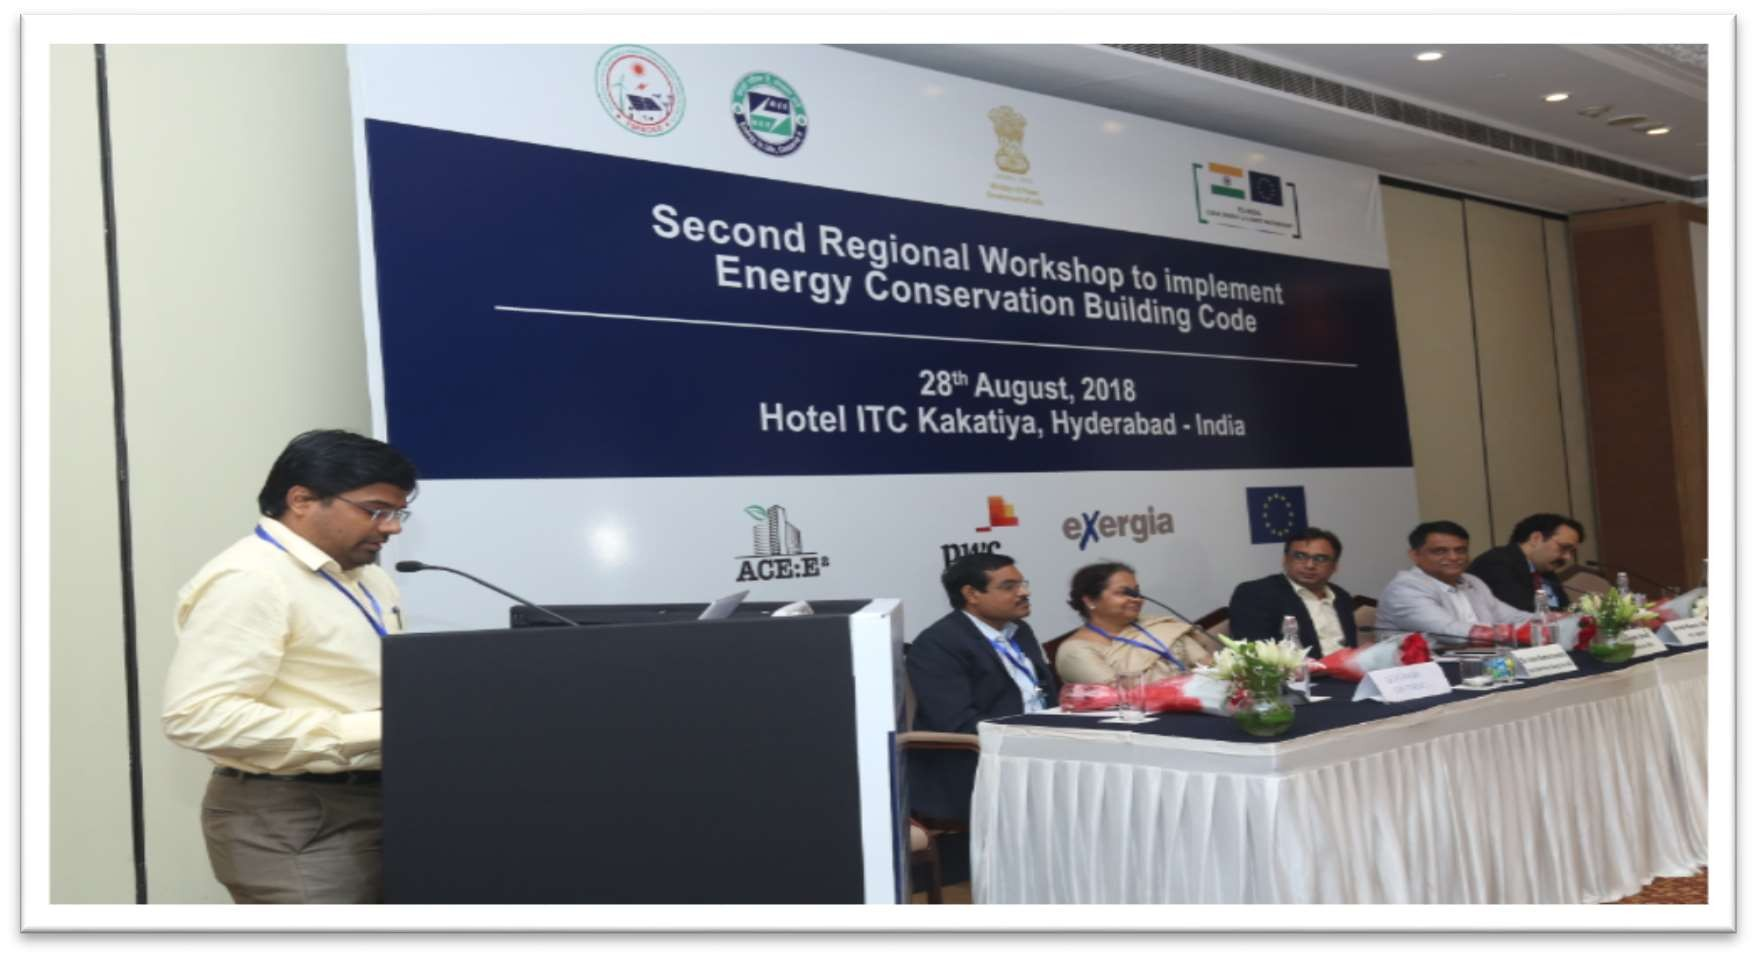 Second Regional Workshop to implement
Energy Conservation Building Code
28th August, 2018
Hotel ITC Kakatiya, Hyderabad - India
ACE:E²
pwc
eXergia